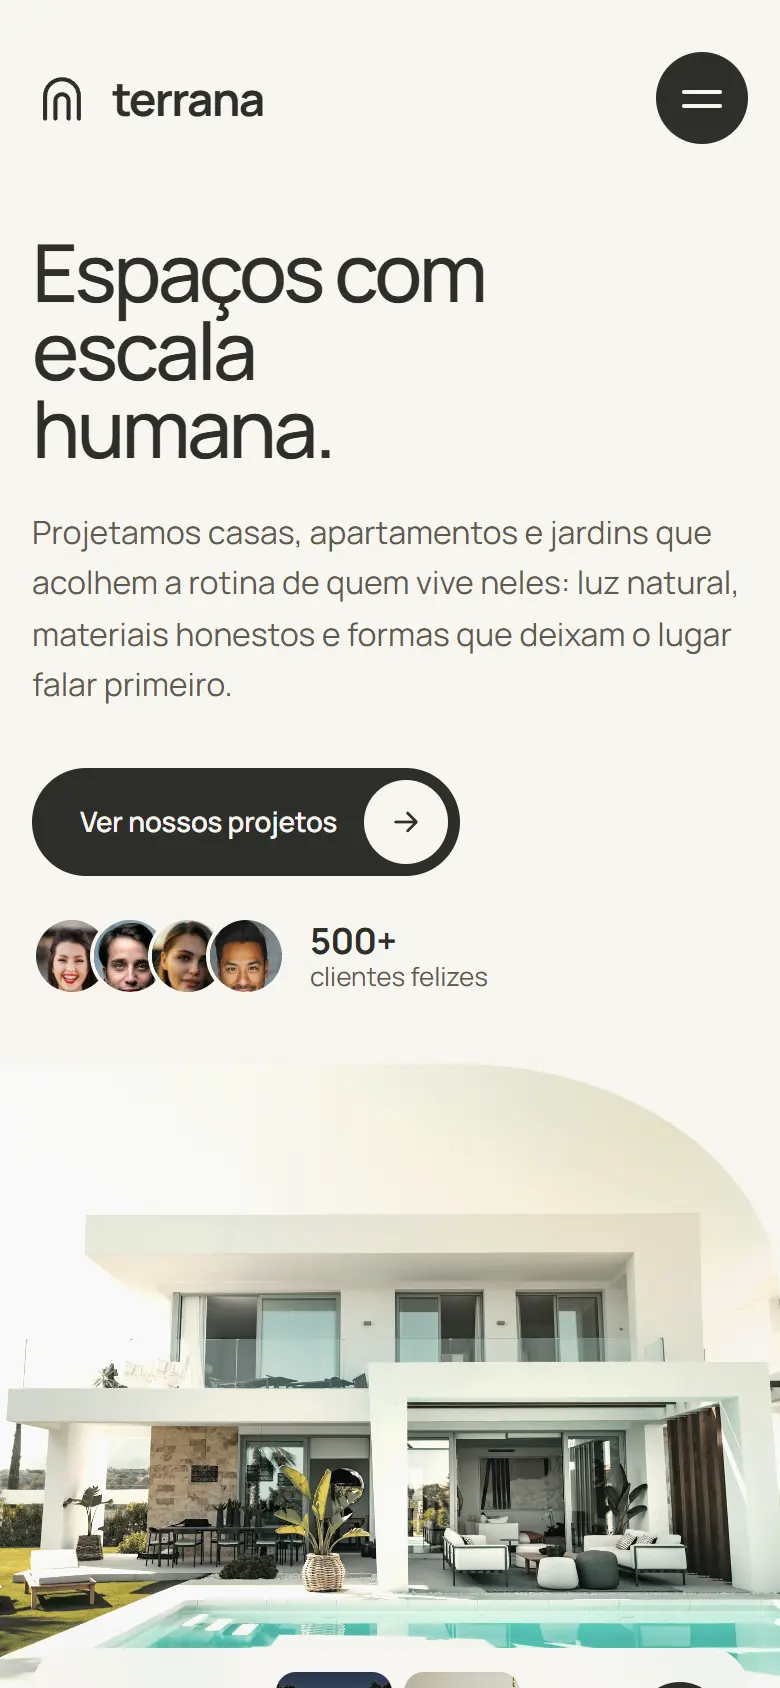 terrana
Espaços com
escala
humana.
Projetamos casas, apartamentos e jardins que
acolhem a rotina de quem vive neles: luz natural,
materiais honestos e formas que deixam o lugar
falar primeiro.
Ver nossos projetos
500+
clientes felizes